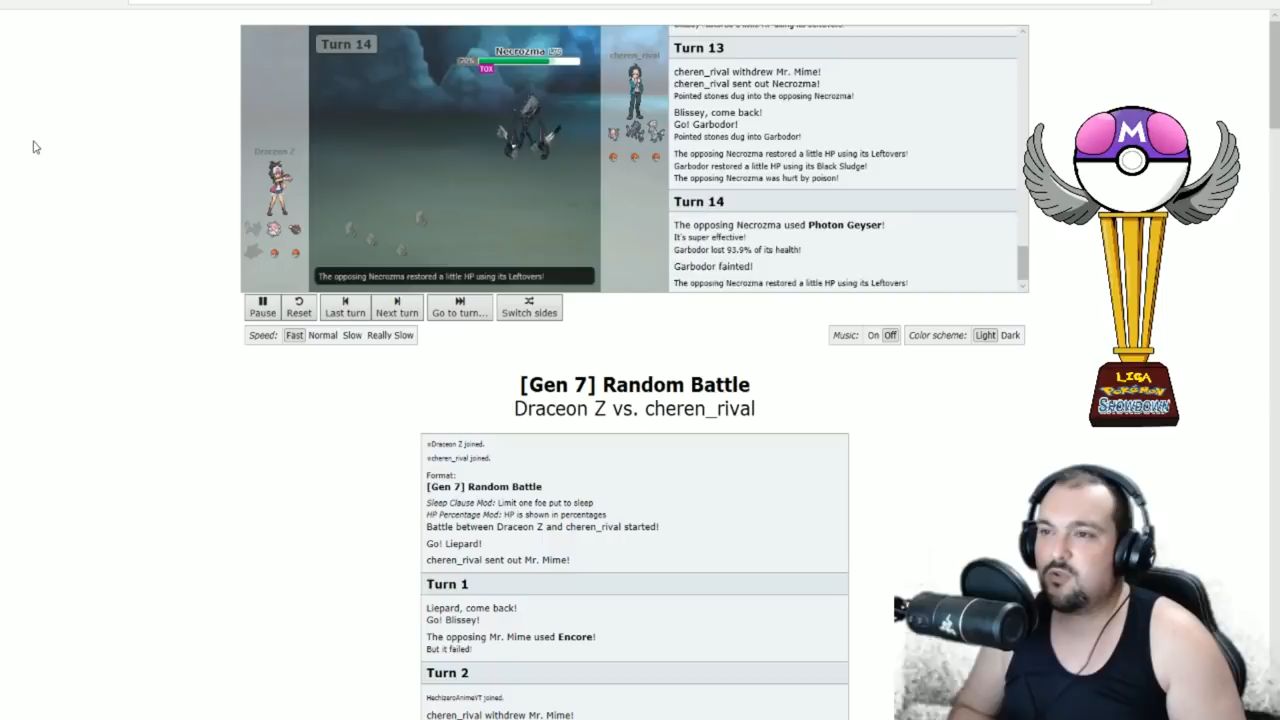 Turn 14
Necrozma
TOX
Draceon Z
cheren_rival
The opposing Necrozma restored a little HP using its Leftovers!
Turn 13
cheren_rival withdrew Mr. Mime!
cheren_rival sent out Necrozma!
Pointed stones dug into the opposing Necrozma!
Blissey, come back!
Go! Garbodor!
Pointed stones dug into Garbodor!
The opposing Necrozma restored a little HP using its Leftovers!
Garbodor restored a little HP using its Black Sludge!
The opposing Necrozma was hurt by poison!
Turn 14
The opposing Necrozma used Photon Geyser!
It's super effective!
Garbodor lost 93.9% of its health!
Garbodor fainted!
The opposing Necrozma restored a little HP using its Leftovers!
Pause Reset Last turn Next turn Go to turn... Switch sides
Speed: Fast Normal Slow Really Slow
Music: On Off Color scheme: Light Dark
M
LIGA
POKÉMON
SHOWDOWN
[Gen 7] Random Battle
Draceon Z vs. cheren_rival
☆Draceon Z joined.
☆cheren_rival joined.
Format:
[Gen 7] Random Battle
Sleep Clause Mod: Limit one foe put to sleep
HP Percentage Mod: HP is shown in percentages
Battle between Draceon Z and cheren_rival started!
Go! Liepard!
cheren_rival sent out Mr. Mime!
Turn 1
Liepard, come back!
Go! Blissey!
The opposing Mr. Mime used Encore!
But it failed!
Turn 2
HechizeroAnimeYT joined.
cheren_rival withdrew Mr. Mime!